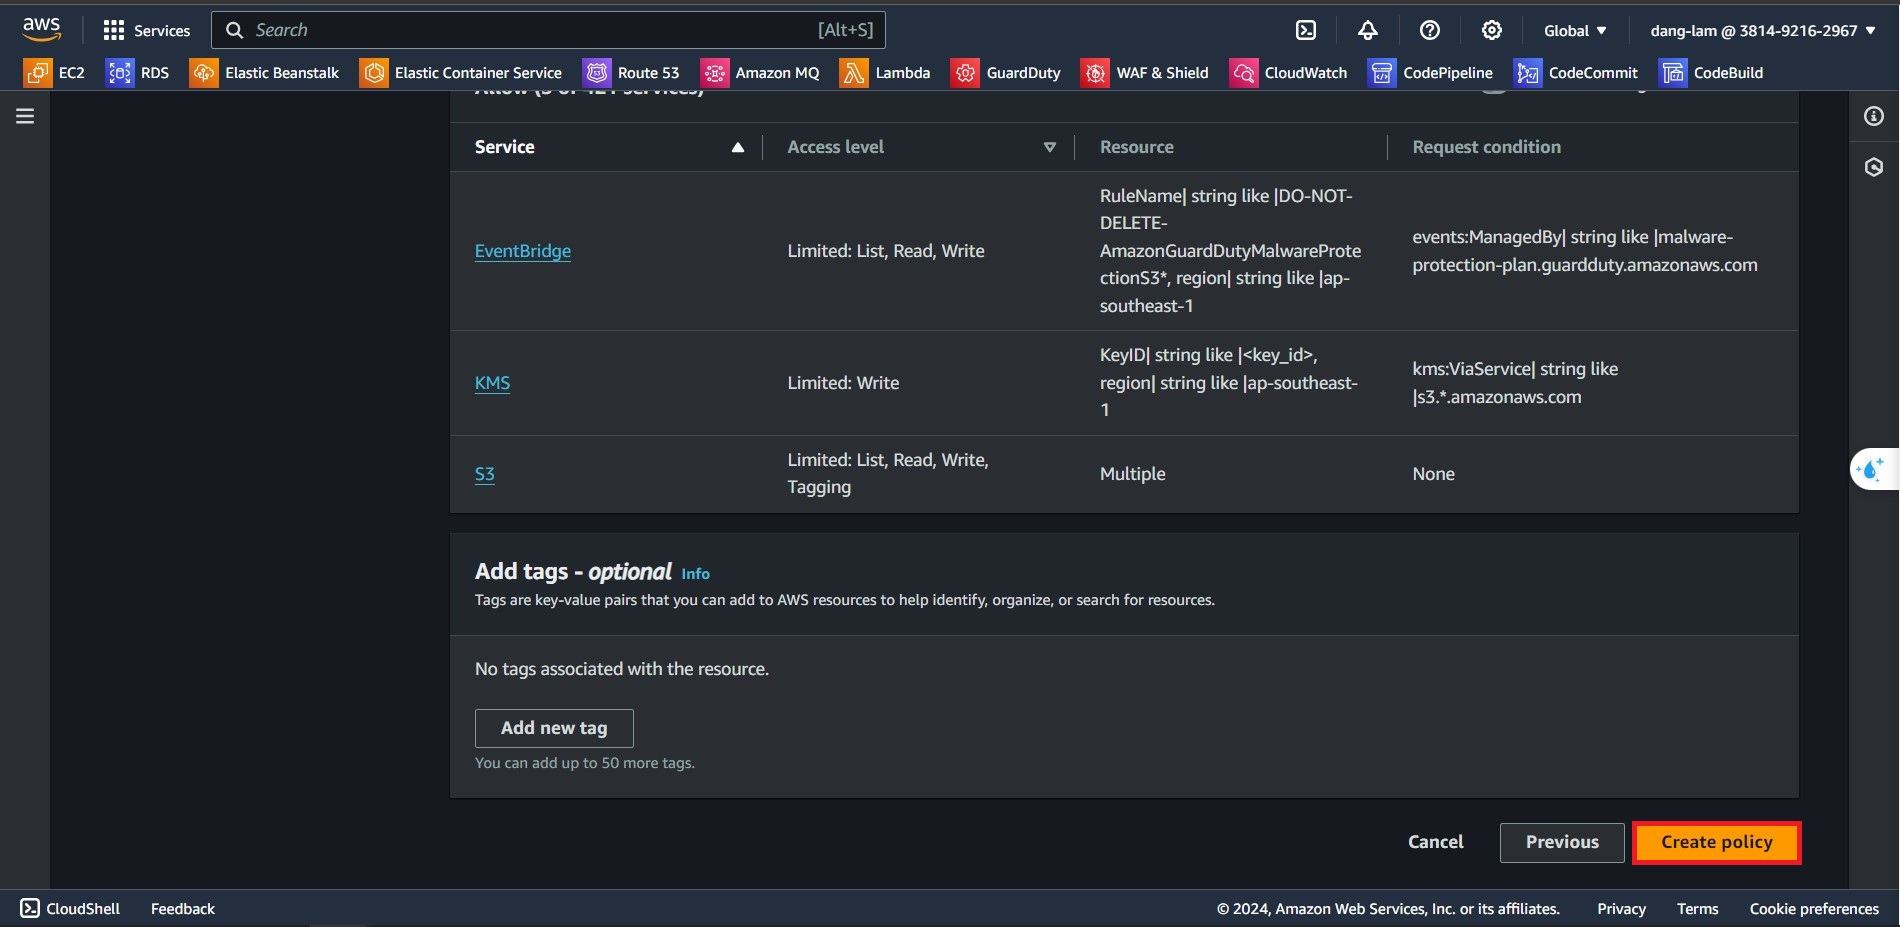 aws
Services
Search
[Alt+S]
Global
dang-lam @ 3814-9216-2967
EC2
RDS
Elastic Beanstalk
Elastic Container Service
Route 53
Amazon MQ
Lambda
GuardDuty
WAF & Shield
CloudWatch
CodePipeline
CodeCommit
CodeBuild
Service
Access level
Resource
Request condition
EventBridge
Limited: List, Read, Write
RuleName| string like |DO-NOT-
DELETE-
AmazonGuardDutyMalwareProte
ctionS3*, region| string like |ap-
southeast-1
events:ManagedBy| string like |malware-
protection-plan.guardduty.amazonaws.com
KMS
Limited: Write
KeyID| string like |<key_id>,
region| string like |ap-southeast-
1
kms:ViaService| string like
|s3.*.amazonaws.com
S3
Limited: List, Read, Write,
Tagging
Multiple
None
Add tags - optional Info
Tags are key-value pairs that you can add to AWS resources to help identify, organize, or search for resources.
No tags associated with the resource.
Add new tag
You can add up to 50 more tags.
Cancel
Previous
Create policy
CloudShell
Feedback
© 2024, Amazon Web Services, Inc. or its affiliates.
Privacy
Terms
Cookie preferences